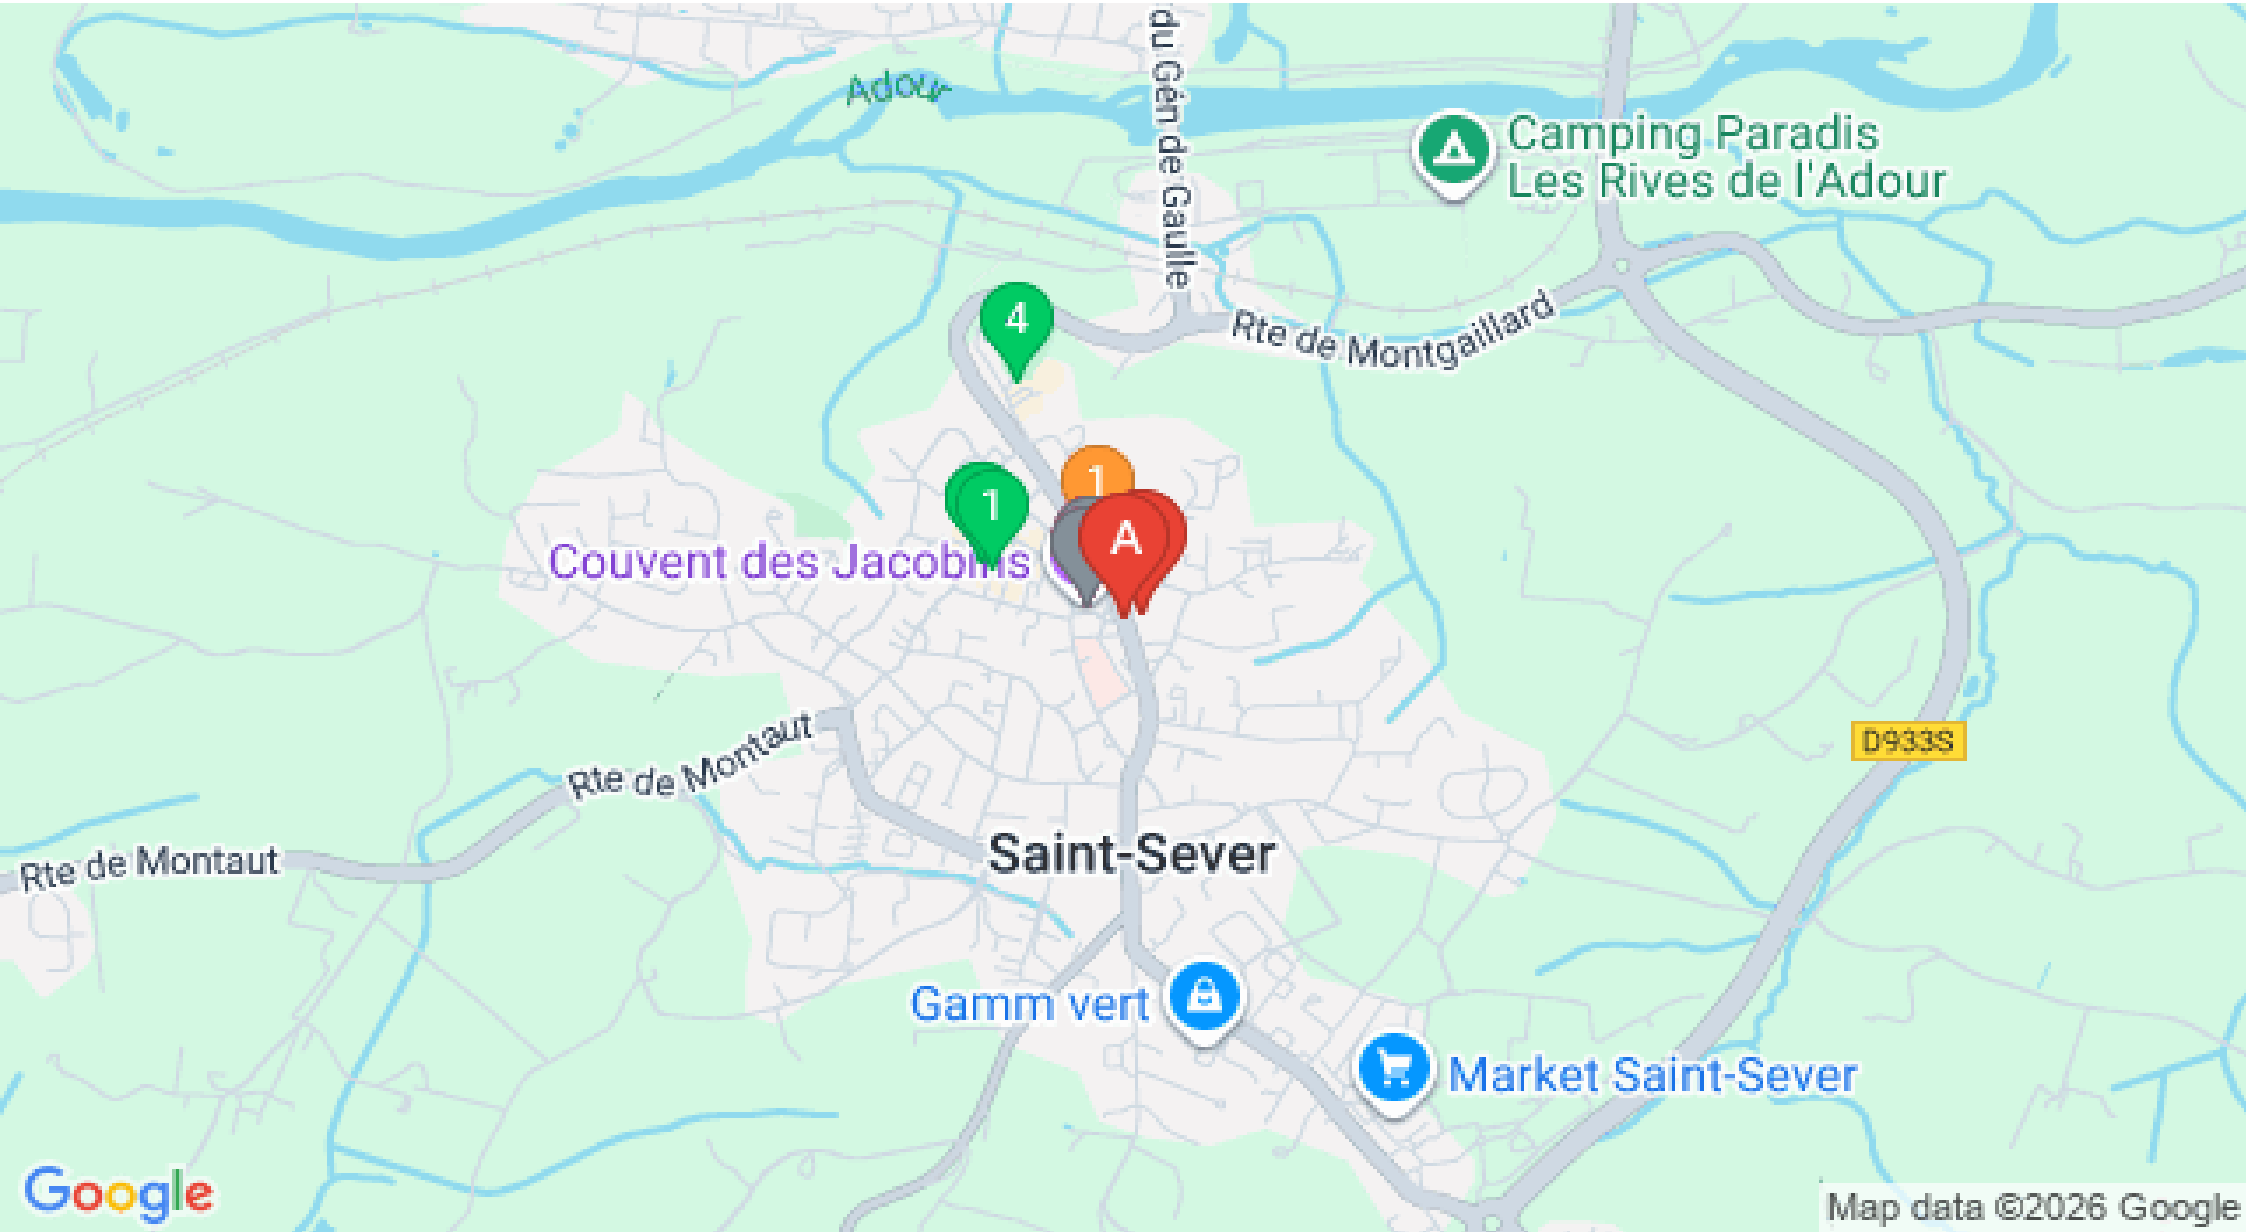 du Gén de Gaulle
Adour
Camping Paradis
Les Rives de l'Adour
4
Rte de Montgaillard
1
1
A
Couvent des Jacobins
D933S
Rte de Montaut
Saint-Sever
Rte de Montaut
Gamm vert
Market Saint-Sever
Google
Map data ©2026 Google